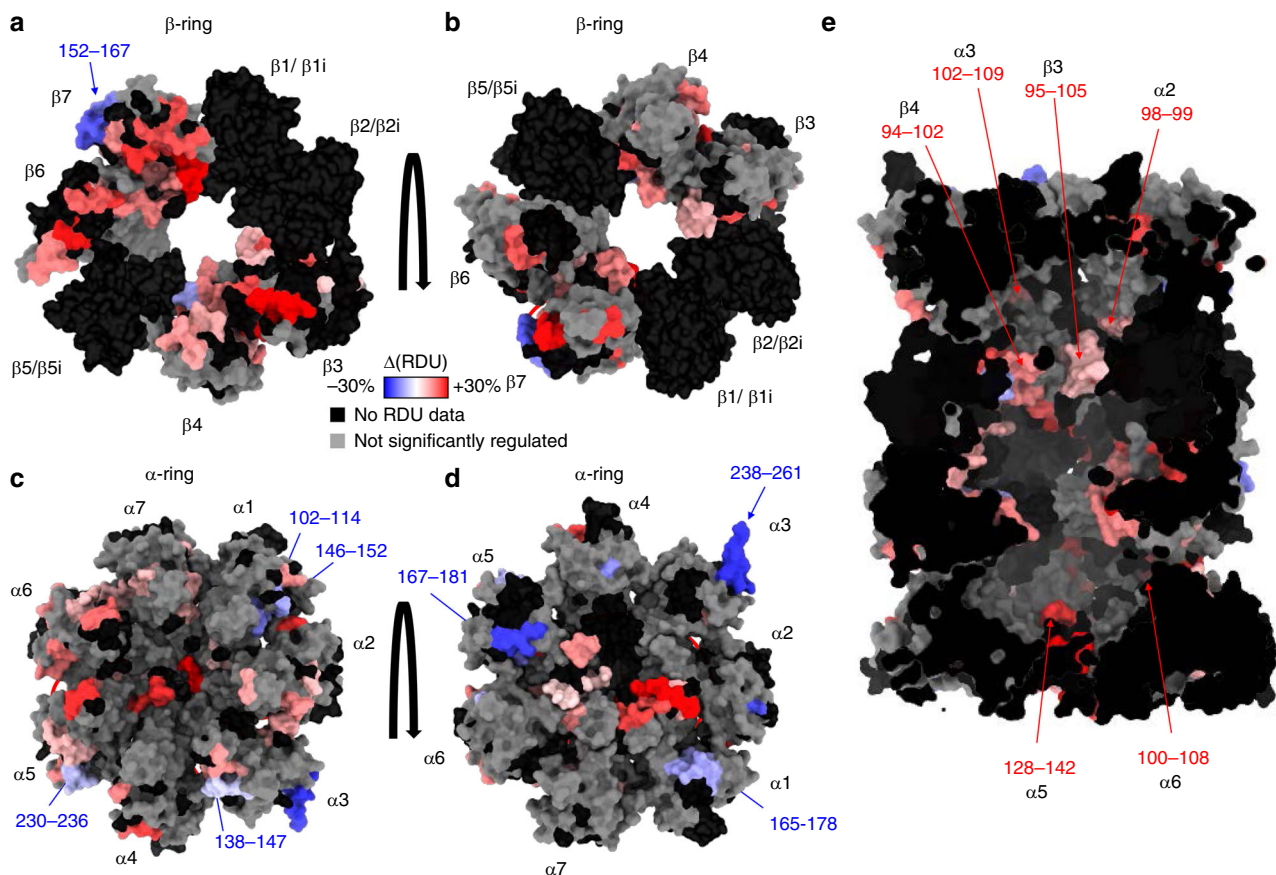 a
β-ring
152–167
β1/ β1i
β7
β2/β2i
β6
β5/β5i
β3
β4
b
β-ring
β4
β5/β5i
β3
β6
β2/β2i
β7
β1/ β1i
Δ(RDU)
–30% +30%
No RDU data
Not significantly regulated
c
α-ring
α7
α1
102–114
146–152
α6
α2
α5
α3
230–236
138–147
α4
d
α-ring
238–261
α4
α3
α5
167–181
α2
α6
α1
165-178
α7
e
α3
102–109
β3
95–105
α2
98–99
β4
94–102
128–142
α5
100–108
α6